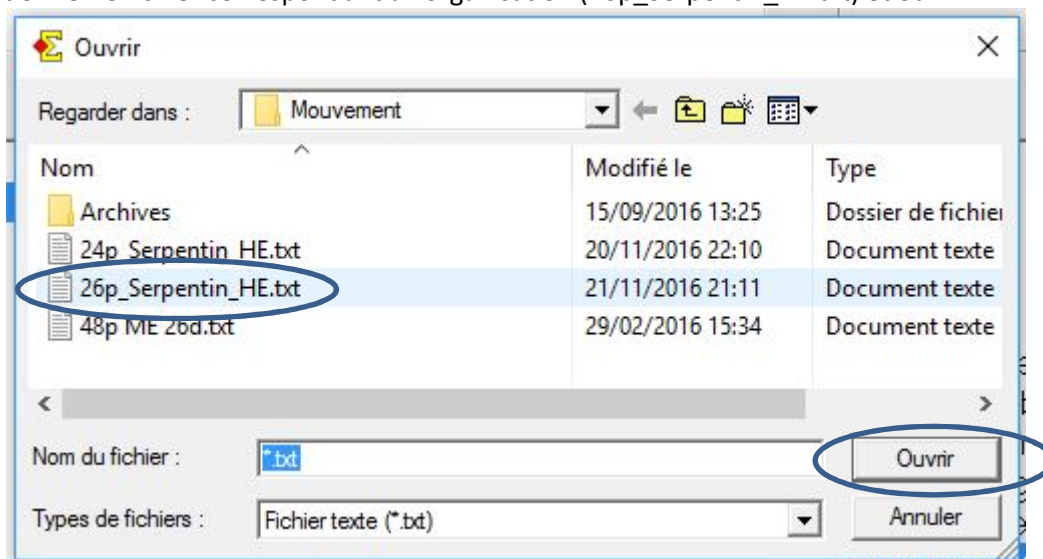 Ouvrir
Regarder dans : Mouvement
Nom Modifié le Type
Archives 15/09/2016 13:25 Dossier de fichier
24p_Serpentin_HE.txt 20/11/2016 22:10 Document texte
26p_Serpentin_HE.txt 21/11/2016 21:11 Document texte
48p ME 26d.txt 29/02/2016 15:34 Document texte
Nom du fichier : *.txt Ouvrir
Types de fichiers : Fichier texte (*.txt) Annuler